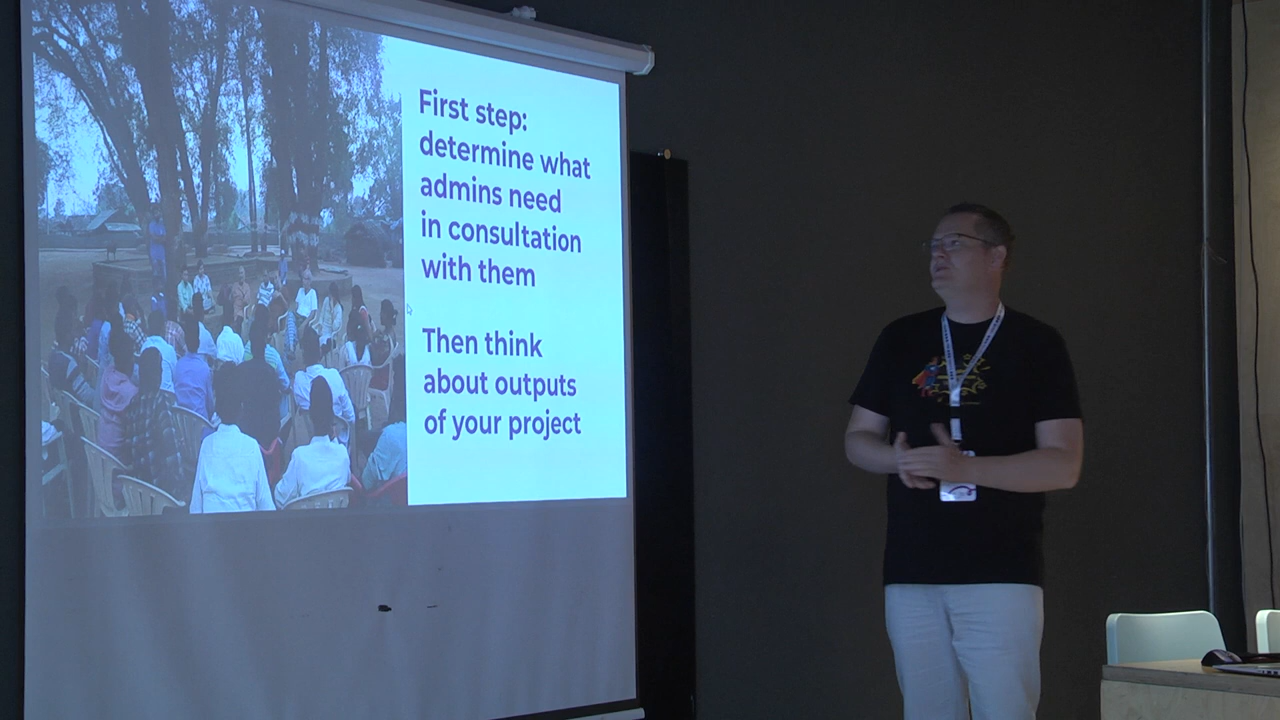 First step:
determine what
admins need
in consultation
with them
Then think
about outputs
of your project